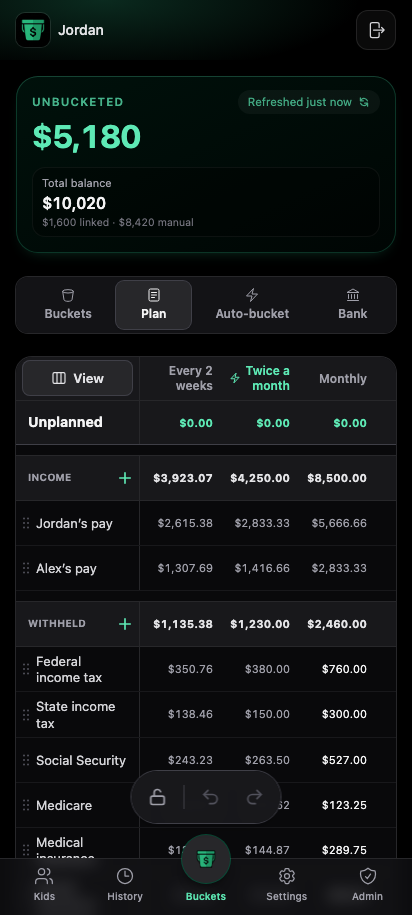 $
Jordan
UNBUCKETED
Refreshed just now
$5,180
Total balance
$10,020
$1,600 linked · $8,420 manual
Buckets
Plan
Auto-bucket
Bank
View
Every 2 weeks
Twice a month
Monthly
Unplanned $0.00 $0.00 $0.00
INCOME + $3,923.07 $4,250.00 $8,500.00
Jordan's pay $2,615.38 $2,833.33 $5,666.66
Alex's pay $1,307.69 $1,416.66 $2,833.33
WITHHELD + $1,135.38 $1,230.00 $2,460.00
Federal income tax $350.76 $380.00 $760.00
State income tax $138.46 $150.00 $300.00
Social Security $243.23 $263.50 $527.00
Medicare $123.25
Medical insurance $144.87 $289.75
$
Kids
History
Buckets
Settings
Admin